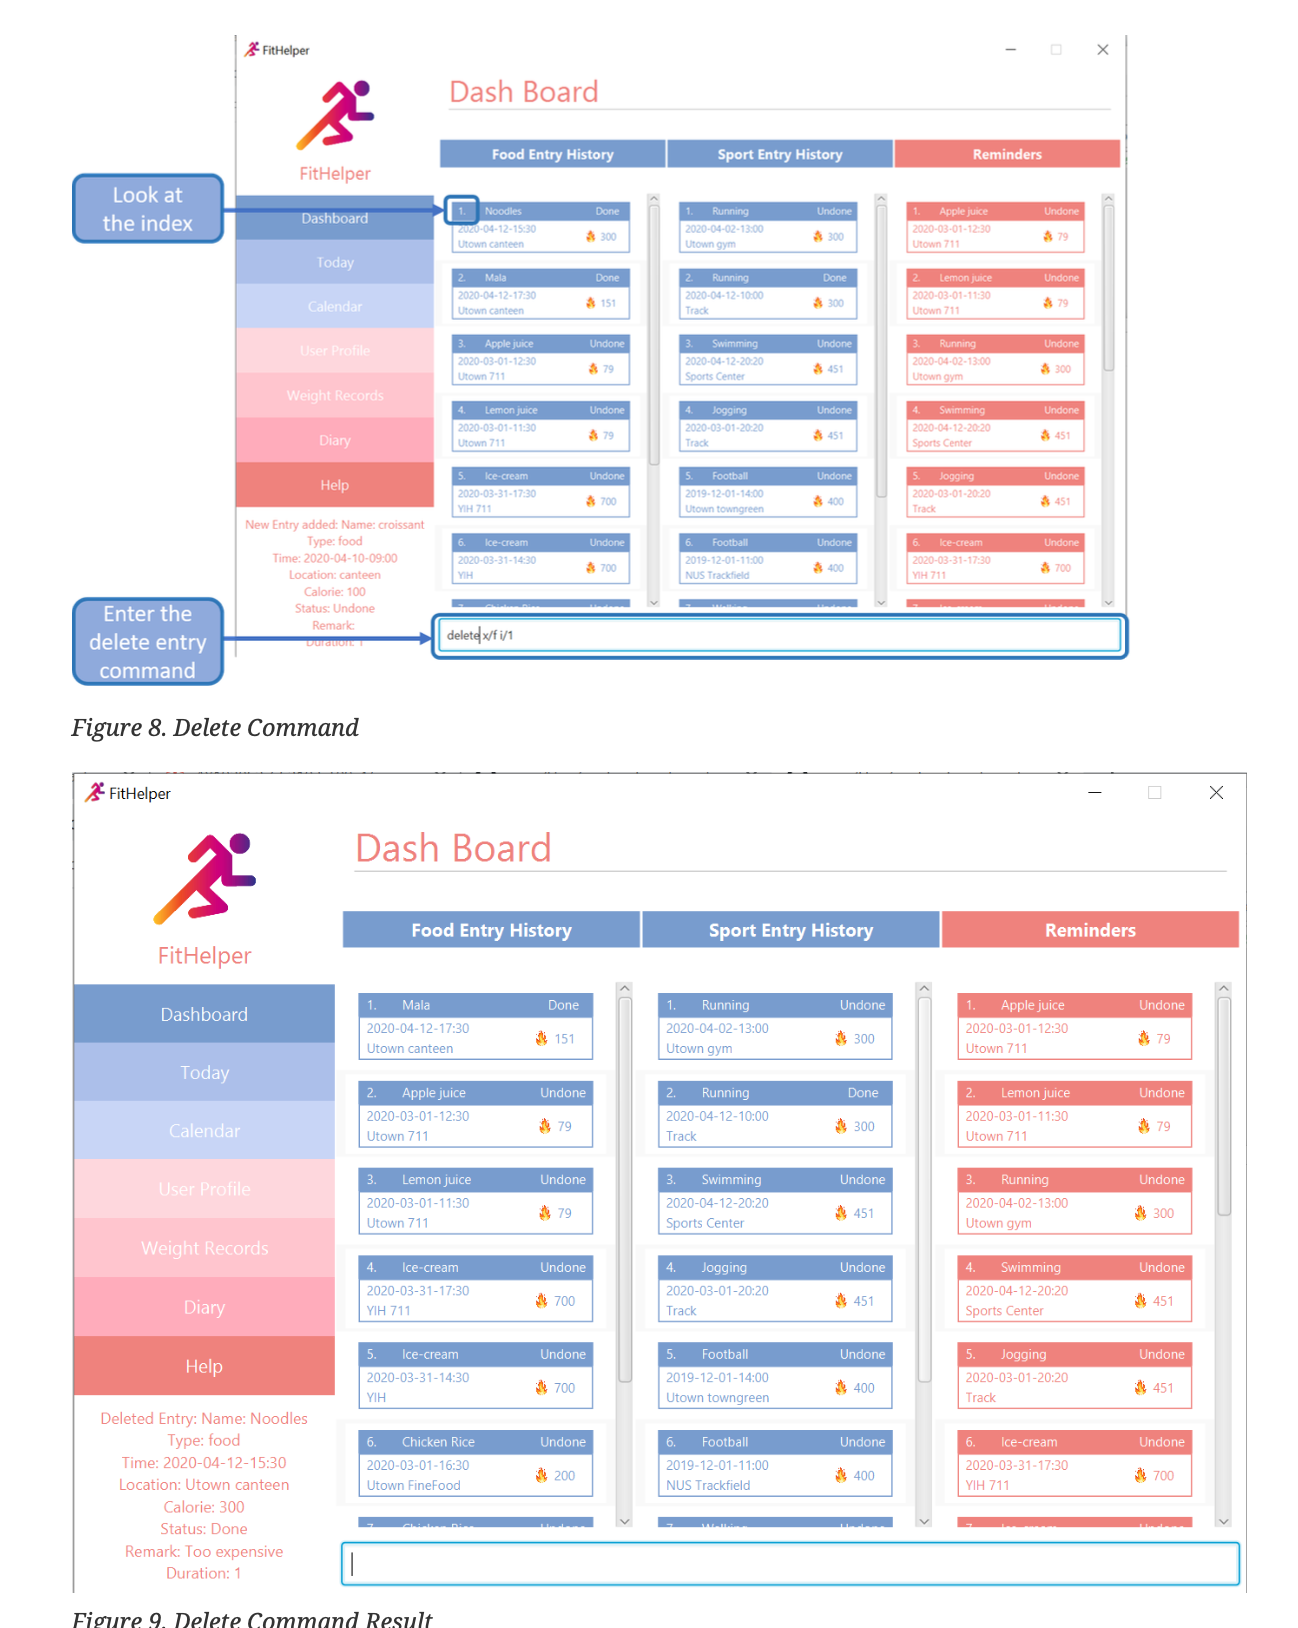 FitHelper
Dash Board
FitHelper
Food Entry History
Sport Entry History
Reminders
Look at
the index
Dashboard
Today
Calendar
User Profile
Weight Records
Diary
Help
New Entry added: Name: croissant
Type: food
Time: 2020-04-10-09:00
Location: canteen
Calorie: 100
Status: Undone
Remark:
Duration: 1
1. Noodles Done
2020-04-12-15:30
Utown canteen 300
2. Mala Done
2020-04-12-17:30
Utown canteen 151
3. Apple juice Undone
2020-03-01-12:30
Utown 711 79
4. Lemon juice Undone
2020-03-01-11:30
Utown 711 79
5. Ice-cream Undone
2020-03-31-17:30
YIH 711 700
6. Ice-cream Undone
2020-03-31-14:30
YIH 700
7. Chicken Rice Undone
1. Running Undone
2020-04-02-13:00
Utown gym 300
2. Running Done
2020-04-12-10:00
Track 300
3. Swimming Undone
2020-04-12-20:20
Sports Center 451
4. Jogging Undone
2020-03-01-20:20
Track 451
5. Football Undone
2019-12-01-14:00
Utown towngreen 400
6. Football Undone
2019-12-01-11:00
NUS Trackfield 400
7. Walking Undone
1. Apple juice Undone
2020-03-01-12:30
Utown 711 79
2. Lemon juice Undone
2020-03-01-11:30
Utown 711 79
3. Running Undone
2020-04-02-13:00
Utown gym 300
4. Swimming Undone
2020-04-12-20:20
Sports Center 451
5. Jogging Undone
2020-03-01-20:20
Track 451
6. Ice-cream Undone
2020-03-31-17:30
YIH 711 700
7. Ice-cream Undone
Enter the
delete entry
command
delete x/f i/1
Figure 8. Delete Command
FitHelper
Dash Board
FitHelper
Food Entry History
Sport Entry History
Reminders
Dashboard
Today
Calendar
User Profile
Weight Records
Diary
Help
Deleted Entry: Name: Noodles
Type: food
Time: 2020-04-12-15:30
Location: Utown canteen
Calorie: 300
Status: Done
Remark: Too expensive
Duration: 1
1. Mala Done
2020-04-12-17:30
Utown canteen 151
2. Apple juice Undone
2020-03-01-12:30
Utown 711 79
3. Lemon juice Undone
2020-03-01-11:30
Utown 711 79
4. Ice-cream Undone
2020-03-31-17:30
YIH 711 700
5. Ice-cream Undone
2020-03-31-14:30
YIH 700
6. Chicken Rice Undone
2020-03-01-16:30
Utown FineFood 200
7. Chicken Rice Undone
1. Running Undone
2020-04-02-13:00
Utown gym 300
2. Running Done
2020-04-12-10:00
Track 300
3. Swimming Undone
2020-04-12-20:20
Sports Center 451
4. Jogging Undone
2020-03-01-20:20
Track 451
5. Football Undone
2019-12-01-14:00
Utown towngreen 400
6. Football Undone
2019-12-01-11:00
NUS Trackfield 400
7. Walking Undone
1. Apple juice Undone
2020-03-01-12:30
Utown 711 79
2. Lemon juice Undone
2020-03-01-11:30
Utown 711 79
3. Running Undone
2020-04-02-13:00
Utown gym 300
4. Swimming Undone
2020-04-12-20:20
Sports Center 451
5. Jogging Undone
2020-03-01-20:20
Track 451
6. Ice-cream Undone
2020-03-31-17:30
YIH 711 700
7. Ice-cream Undone
Figure 9. Delete Command Result